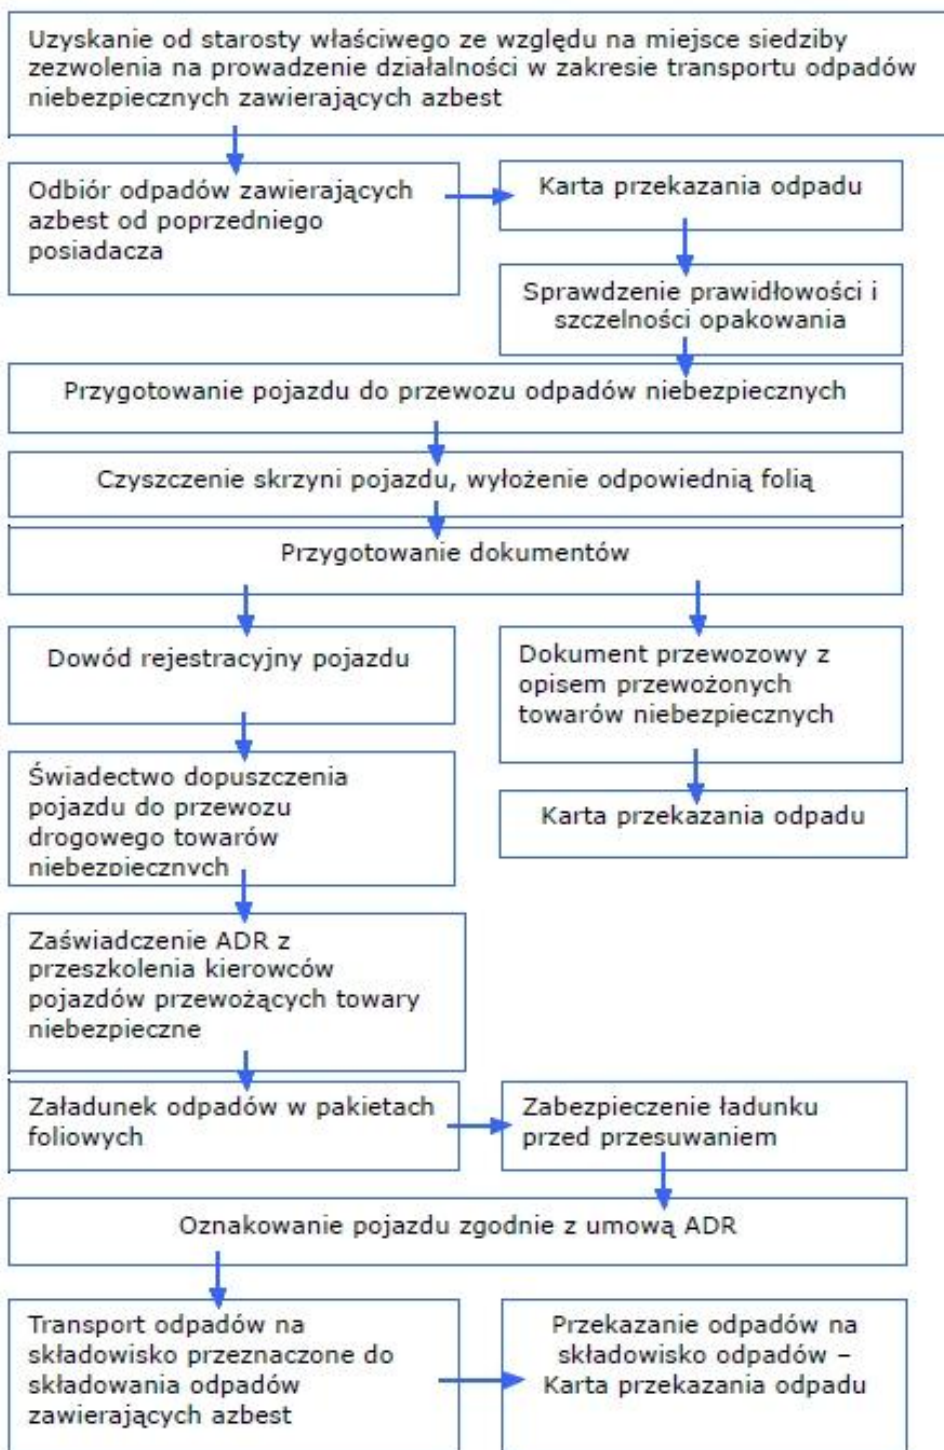 Uzyskanie od starosty właściwego ze względu na miejsce siedziby
zezwolenia na prowadzenie działalności w zakresie transportu odpadów
niebezpiecznych zawierających azbest
Odbiór odpadów zawierających
azbest od poprzedniego
posiadacza
Karta przekazania odpadu
Sprawdzenie prawidłowości i
szczelności opakowania
Przygotowanie pojazdu do przewozu odpadów niebezpiecznych
Czyszczenie skrzyni pojazdu, wyłożenie odpowiednią folią
Przygotowanie dokumentów
Dowód rejestracyjny pojazdu
Świadectwo dopuszczenia
pojazdu do przewozu
drogowego towarów
niebezpiecznych
Zaświadczenie ADR z
przeszkolenia kierowców
pojazdów przewożących towary
niebezpieczne
Dokument przewozowy z
opisem przewożonych
towarów niebezpiecznych
Karta przekazania odpadu
Załadunek odpadów w pakietach
foliowych
Zabezpieczenie ładunku
przed przesuwaniem
Oznakowanie pojazdu zgodnie z umową ADR
Transport odpadów na
składowisko przeznaczone do
składowania odpadów
zawierających azbest
Przekazanie odpadów na
składowisko odpadów –
Karta przekazania odpadu